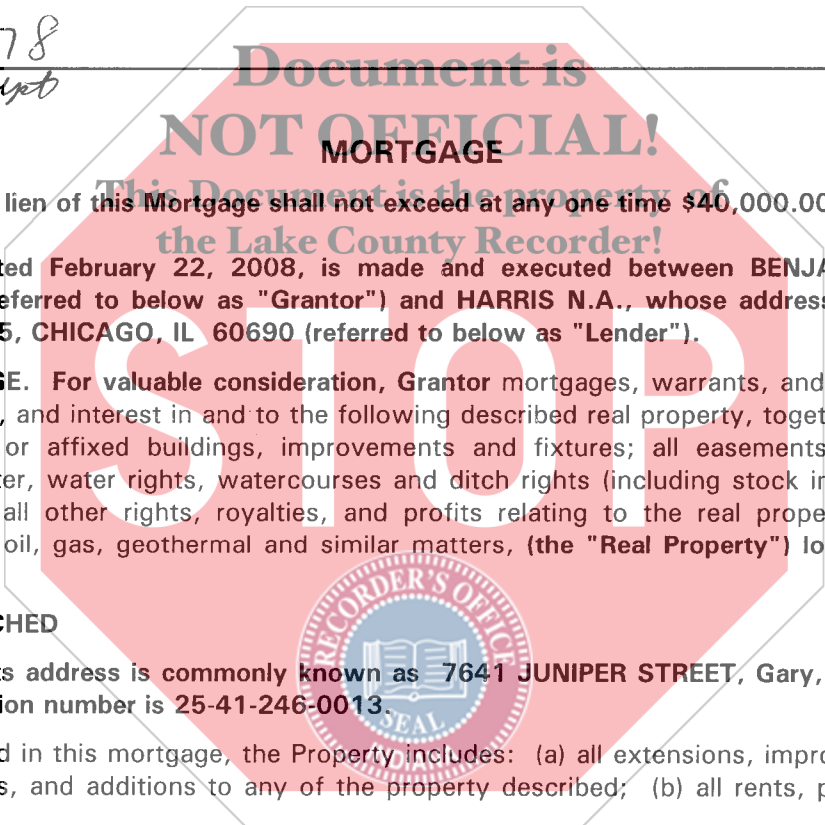 78
Document is
NOT OFFICIAL!
MORTGAGE
This Document is the property of
lien of this Mortgage shall not exceed at any one time $40,000.00
the Lake County Recorder!
ted February 22, 2008, is made and executed between BENJA
eferred to below as "Grantor") and HARRIS N.A., whose address
5, CHICAGO, IL 60690 (referred to below as "Lender").
GE. For valuable consideration, Grantor mortgages, warrants, and
, and interest in and to the following described real property, toget
or affixed buildings, improvements and fixtures; all easements
ter, water rights, watercourses and ditch rights (including stock in
all other rights, royalties, and profits relating to the real prope
oil, gas, geothermal and similar matters, (the "Real Property") lo
STOP
CHED
RECORDER'S OFFICE
ts address is commonly known as 7641 JUNIPER STREET, Gary,
ion number is 25-41-246-0013.
SEAL
INDIANA
d in this mortgage, the Property includes: (a) all extensions, impro
s, and additions to any of the property described; (b) all rents, p